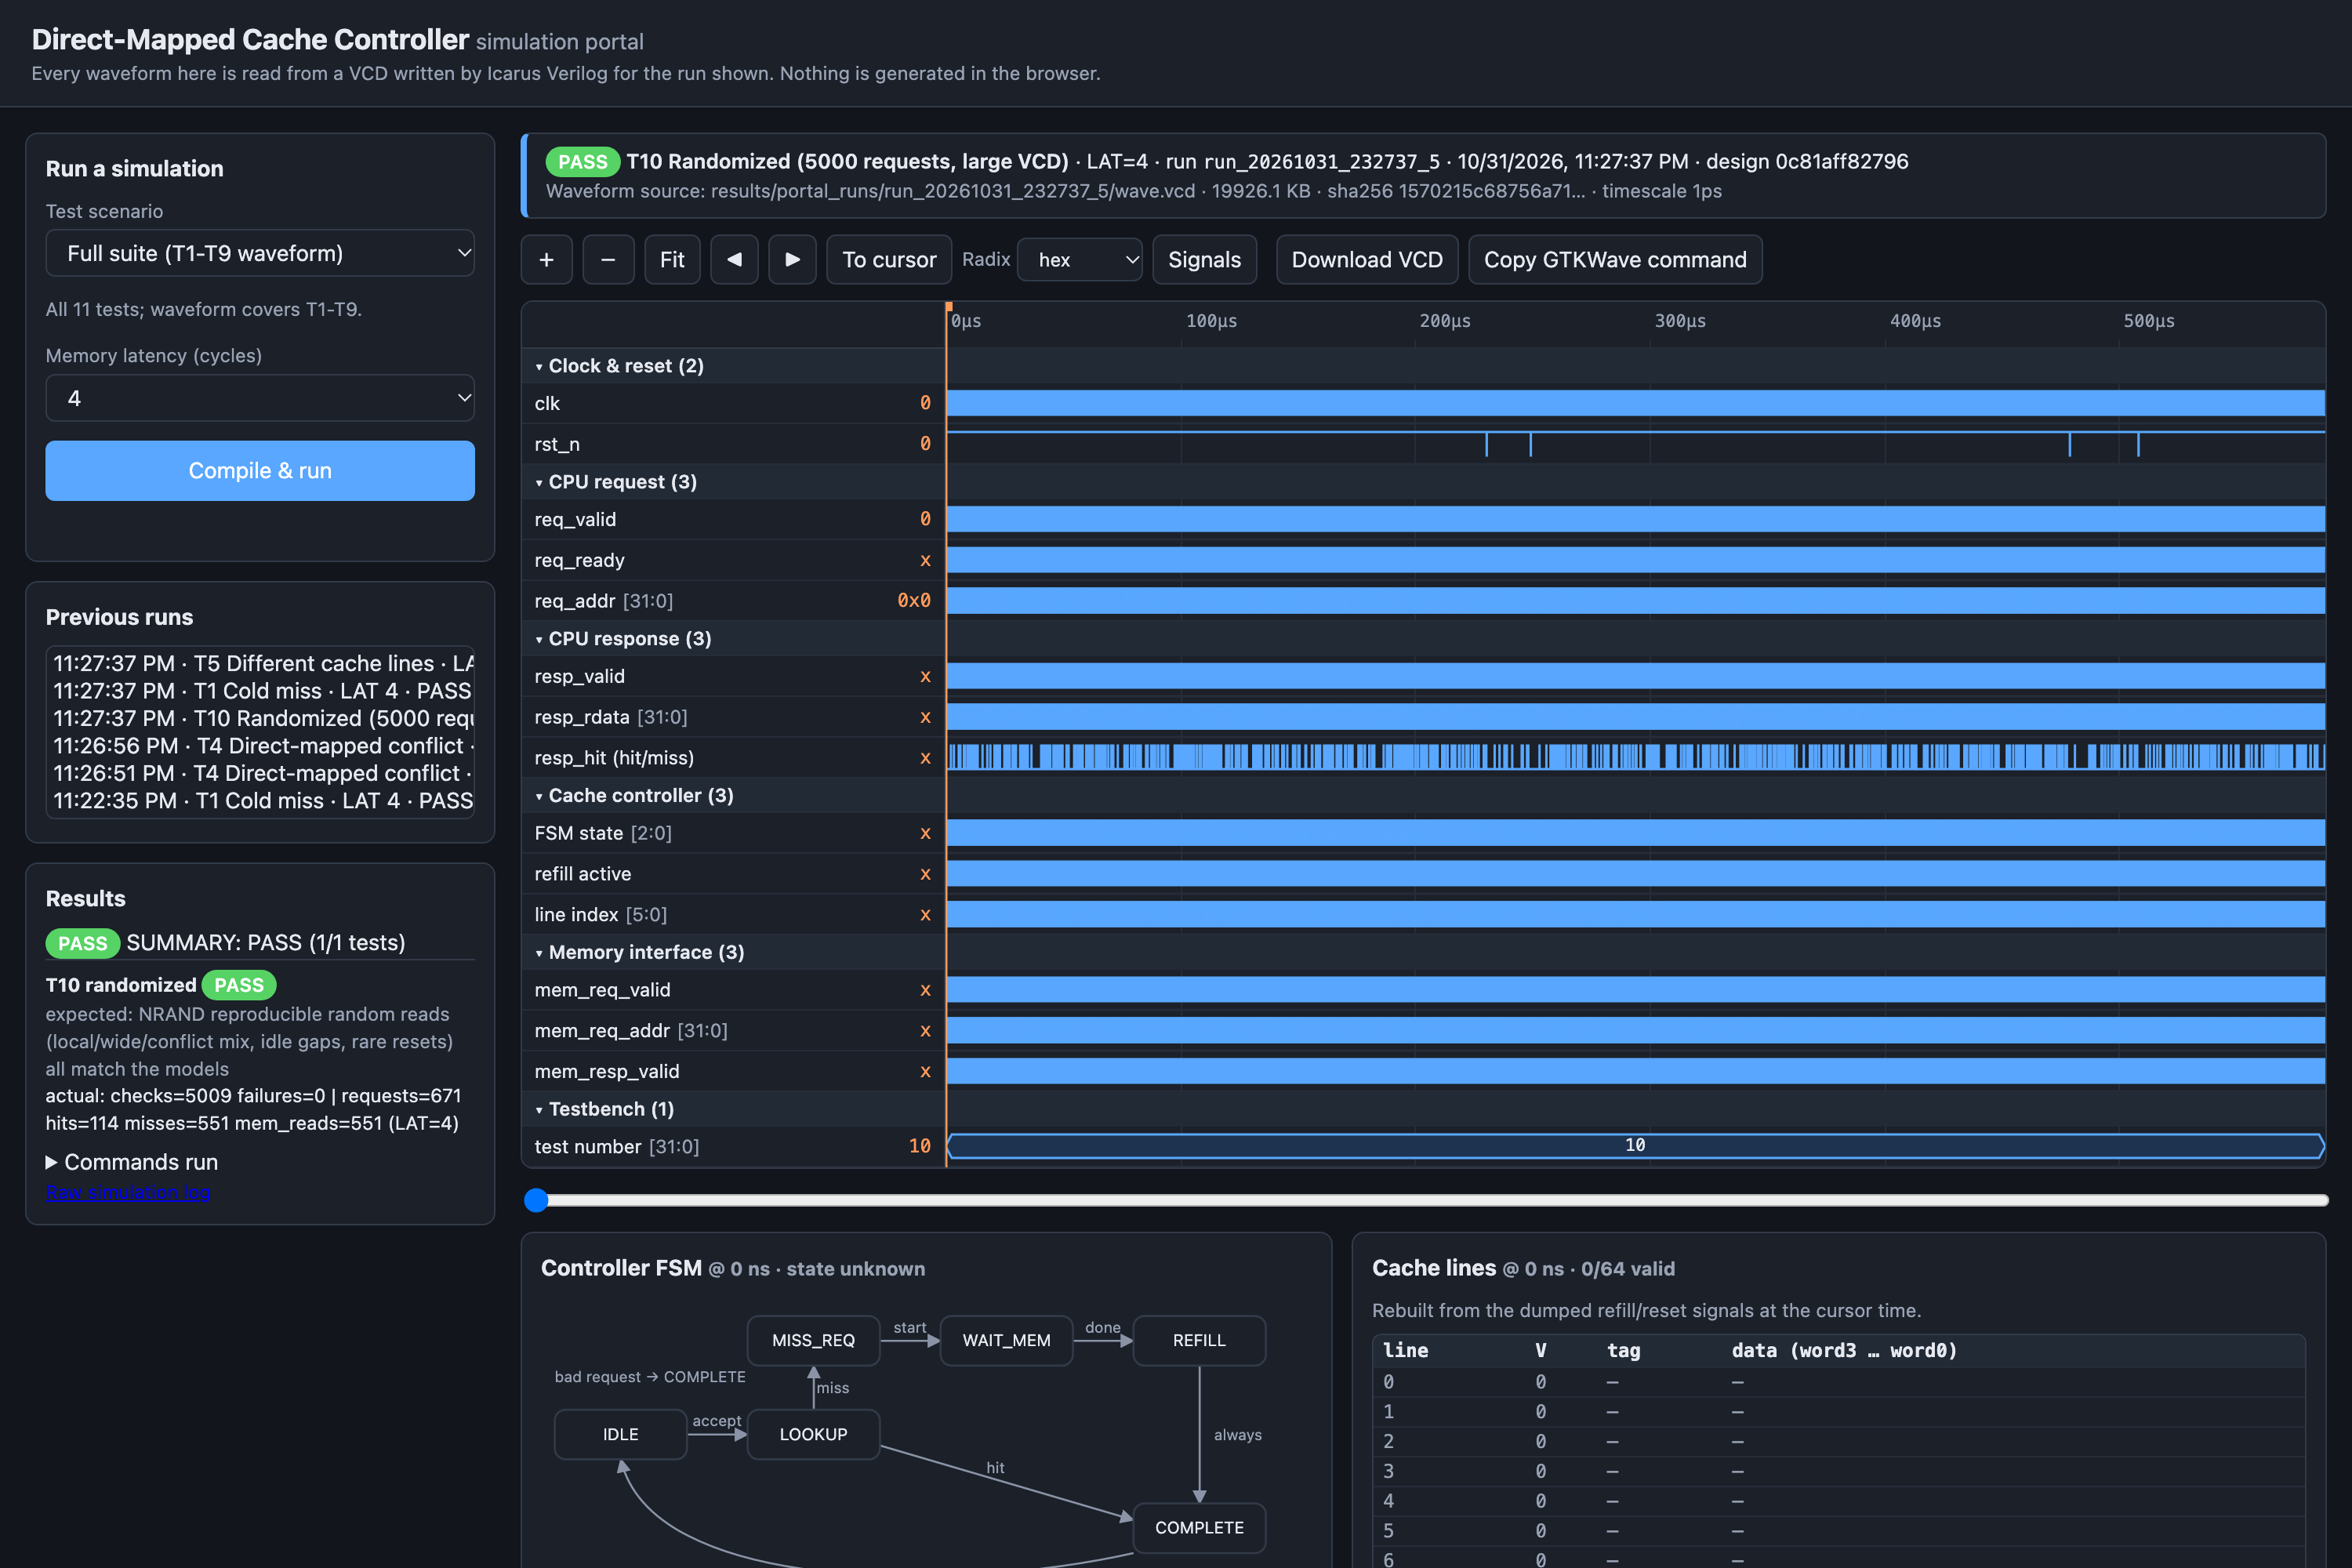 Direct-Mapped Cache Controller simulation portal
Every waveform here is read from a VCD written by Icarus Verilog for the run shown. Nothing is generated in the browser.
Run a simulation
Test scenario
Full suite (T1-T9 waveform)
All 11 tests; waveform covers T1-T9.
Memory latency (cycles)
4
Compile & run
Previous runs
11:27:37 PM · T5 Different cache lines · LA
11:27:37 PM · T1 Cold miss · LAT 4 · PASS
11:27:37 PM · T10 Randomized (5000 requ
11:26:56 PM · T4 Direct-mapped conflict ·
11:26:51 PM · T4 Direct-mapped conflict ·
11:22:35 PM · T1 Cold miss · LAT 4 · PASS
Results
PASS SUMMARY: PASS (1/1 tests)
T10 randomized PASS
expected: NRAND reproducible random reads
(local/wide/conflict mix, idle gaps, rare resets)
all match the models
actual: checks=5009 failures=0 | requests=671
hits=114 misses=551 mem_reads=551 (LAT=4)
▶ Commands run
Raw simulation log
PASS T10 Randomized (5000 requests, large VCD) · LAT=4 · run run_20261031_232737_5 · 10/31/2026, 11:27:37 PM · design 0c81aff82796
Waveform source: results/portal_runs/run_20261031_232737_5/wave.vcd · 19926.1 KB · sha256 1570215c68756a71… · timescale 1ps
+ − Fit ◀ ▶ To cursor Radix hex Signals Download VCD Copy GTKWave command
0µs 100µs 200µs 300µs 400µs 500µs
▾ Clock & reset (2)
clk 0
rst_n 0
▾ CPU request (3)
req_valid 0
req_ready x
req_addr [31:0] 0x0
▾ CPU response (3)
resp_valid x
resp_rdata [31:0] x
resp_hit (hit/miss) x
▾ Cache controller (3)
FSM state [2:0] x
refill active x
line index [5:0] x
▾ Memory interface (3)
mem_req_valid x
mem_req_addr [31:0] x
mem_resp_valid x
▾ Testbench (1)
test number [31:0] 10 10
Controller FSM @ 0 ns · state unknown
MISS_REQ start WAIT_MEM done REFILL
bad request → COMPLETE
miss
IDLE accept LOOKUP
always
hit
COMPLETE
Cache lines @ 0 ns · 0/64 valid
Rebuilt from the dumped refill/reset signals at the cursor time.
line V tag data (word3 … word0)
0 0 — —
1 0 — —
2 0 — —
3 0 — —
4 0 — —
5 0 — —
6 0 — —